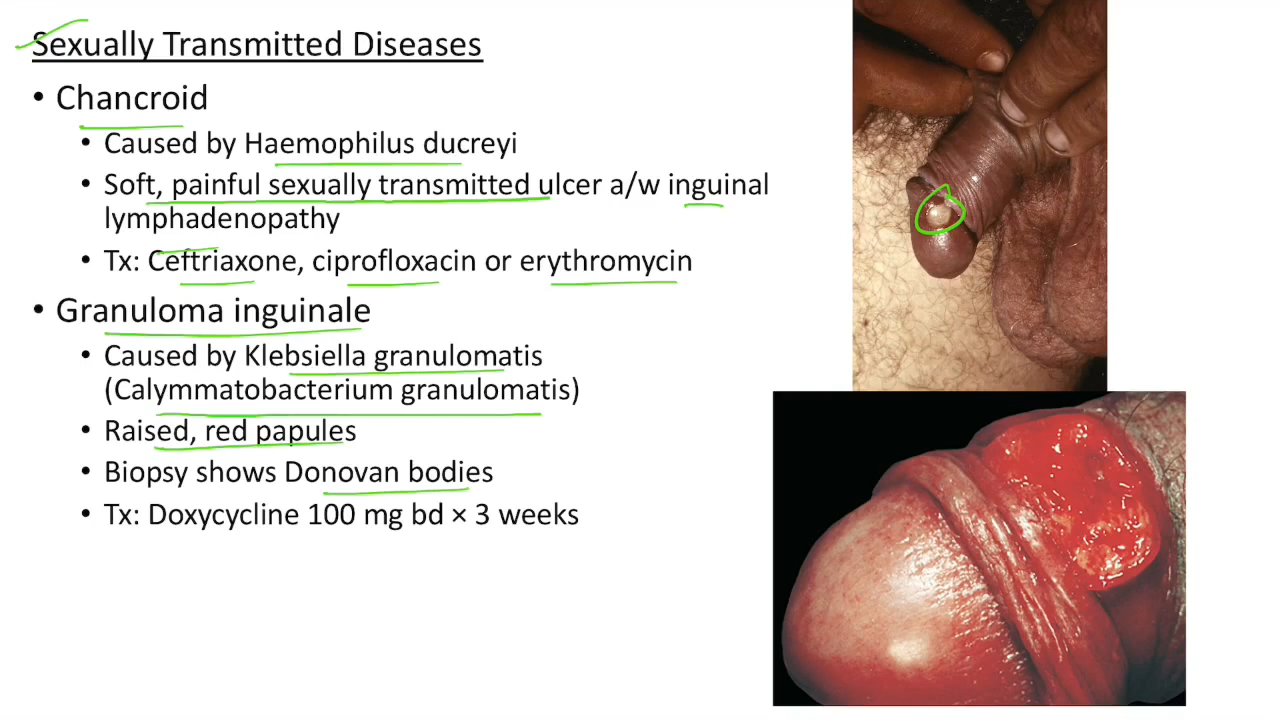 Sexually Transmitted Diseases
• Chancroid
• Caused by Haemophilus ducreyi
• Soft, painful sexually transmitted ulcer a/w inguinal
lymphadenopathy
• Tx: Ceftriaxone, ciprofloxacin or erythromycin
• Granuloma inguinale
• Caused by Klebsiella granulomatis
(Calymmatobacterium granulomatis)
• Raised, red papules
• Biopsy shows Donovan bodies
• Tx: Doxycycline 100 mg bd × 3 weeks